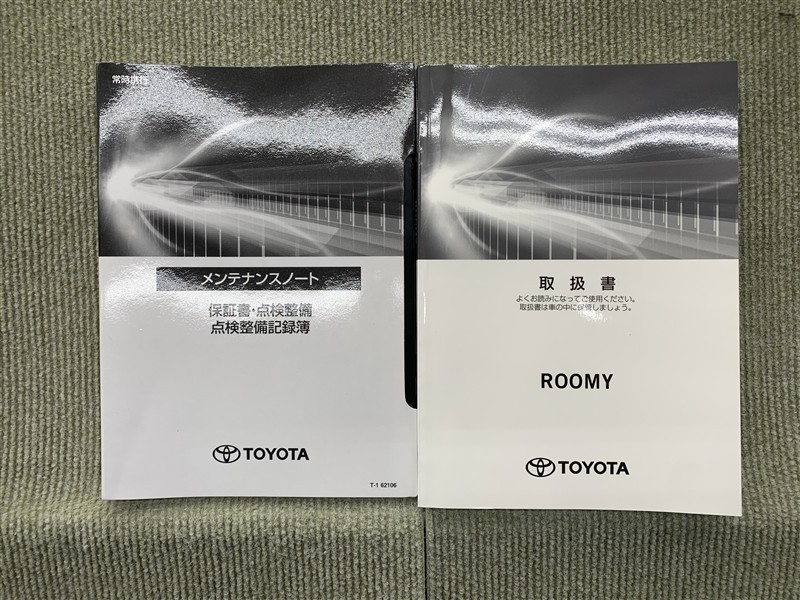 常時携行
メンテナンスノート
保証書・点検整備
点検整備記録簿
TOYOTA
T-1 62106
取扱書
よくお読みになってご使用ください。
取扱書は車の中に保管しましょう。
ROOMY
TOYOTA